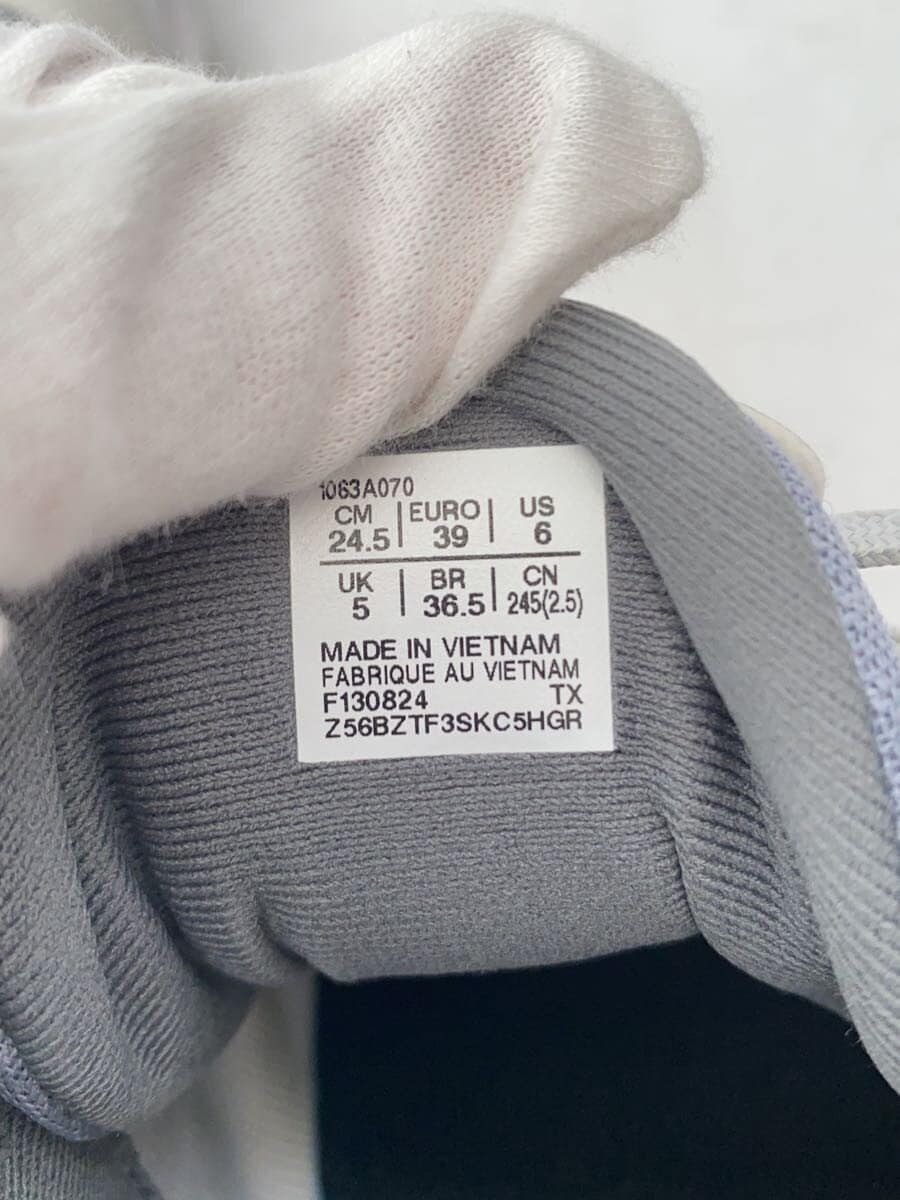 1063A070
CM | EURO | US
24.5 | 39 | 6
UK | BR | CN
5 | 36.5 | 245(2.5)
MADE IN VIETNAM
FABRIQUE AU VIETNAM
F130824 TX
Z56BZTF3SKC5HGR